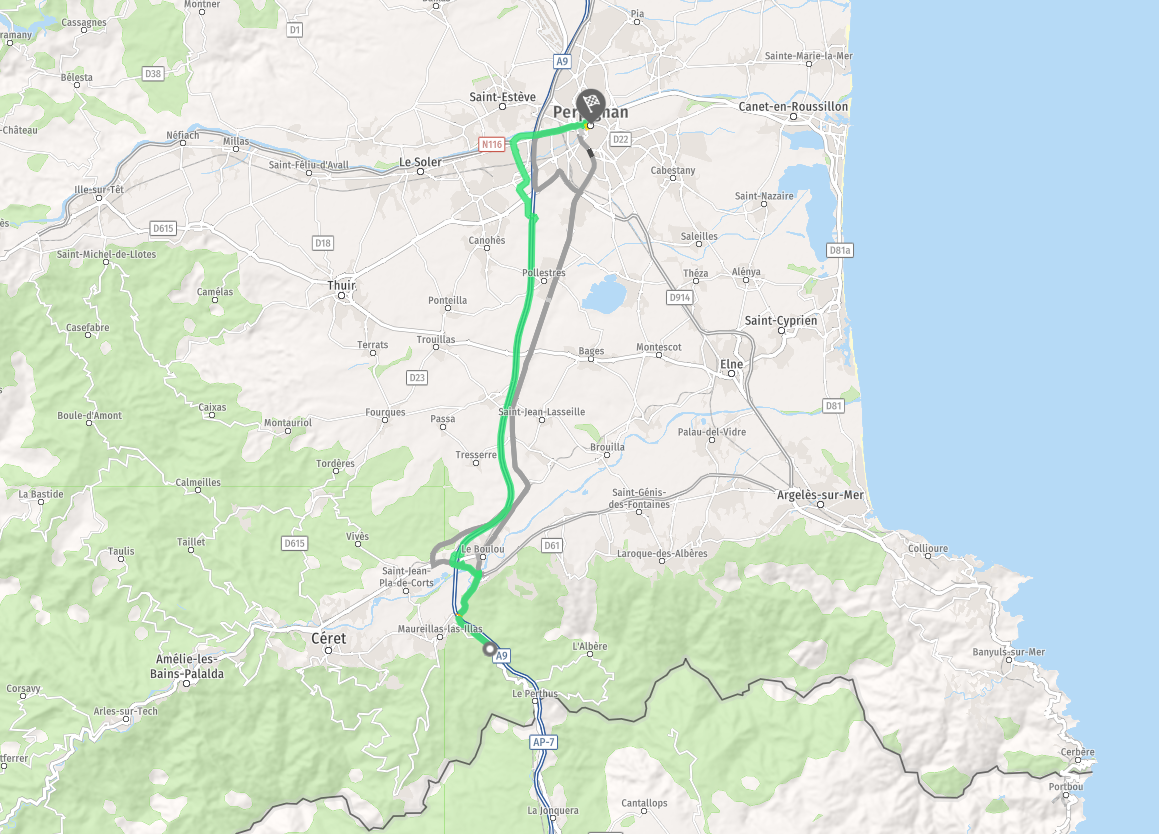 Montner
Cassagnes
Pia
D1
A9
Sainte-Marie-la-Mer
D38
Bélesta
Saint-Estève
Perpignan
Canet-en-Roussillon
-Château
Néfiach
Millas
N116
D22
Saint-Féliu-d'Avall
Le Soler
Cabestany
Ille-sur-Têt
Saint-Nazaire
D615
D18
Canohès
Saleilles
D81a
Saint-Michel-de-Llotes
Pollestres
Théza
Alénya
Thuir
Camélas
Ponteilla
D914
Casefabre
Saint-Cyprien
Terrats
Trouillas
Bages
Montescot
Elne
D23
D81
Boule-d'Amont
Caixas
Fourques
Passa
Saint-Jean-Lasseille
Montauriol
Palau-del-Vidre
Brouilla
Tresserre
Tordères
Calmeilles
La Bastide
Saint-Génis-
des-Fontaines
Argelès-sur-Mer
Taillet
D615
Vivès
Le Boulou
D61
Taulis
Laroque-des-Albères
Collioure
Saint-Jean-
Pla-de-Corts
Maureillas-las-Illas
Céret
L'Albère
A9
Banyuls-sur-Mer
Amélie-les-
Bains-Palalda
Corsavy
Le Perthus
Arles-sur-Tech
AP-7
Cerbère
Portbou
Cantallops
La Jonquera